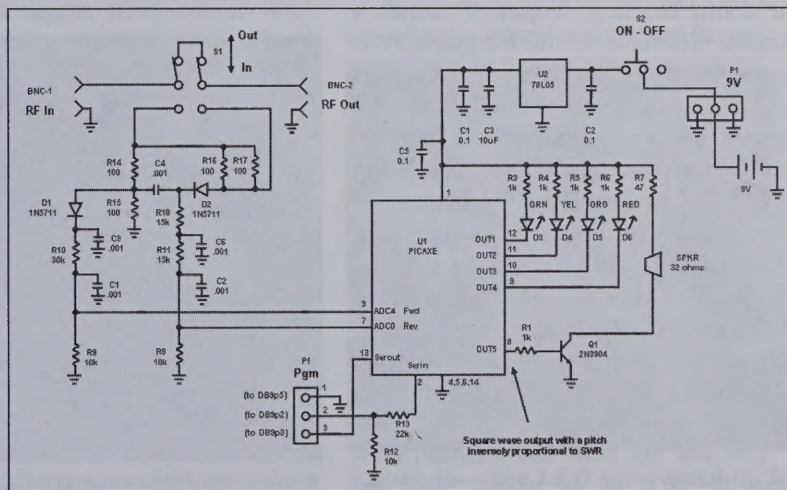 S1
Out
In
BNC-1
RF In
BNC-2
RF Out
S2
ON - OFF
P1
9V
U2
78L05
C1
0.1
C3
10uF
C2
0.1
C5
0.1
9V
R14
100
C4
.001
R16
100
R17
100
D1
1N5711
R15
100
D2
1N5711
R18
15k
C9
.001
R10
30k
R11
15k
C6
.001
C1
.001
C2
.001
R9
10k
R8
10k
1
U1
PICAXE
R3
1k
R4
1k
R5
1k
R6
1k
R7
47
GRN
YEL
ORG
RED
D3
D4
D5
D6
OUT1
12
OUT2
11
OUT3
10
OUT4
9
SPKR
32 ohms
3
ADC4 Fwd
7
ADC0 Rev
13
Serout
Serin
2
4,5,6,14
OUT5
8
R1
1k
Q1
2N3904
P1
Pgm
(to DB9p5)
1
(to DB9p2)
2
(to DB9p3)
3
R13
22k
R12
10k
Square wave output with a pitch
inversely proportional to SWR